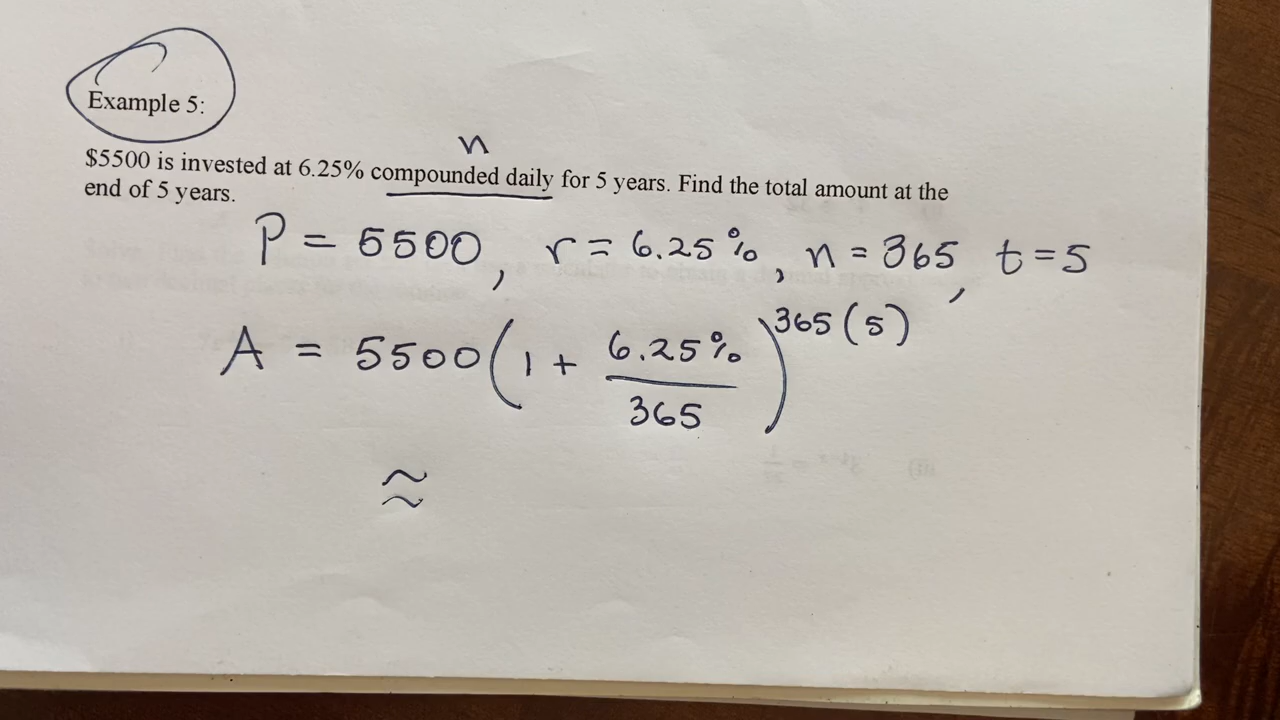 Example 5:
n
$5500 is invested at 6.25% compounded daily for 5 years. Find the total amount at the
end of 5 years.
P = 5500, r = 6.25%, n = 365, t = 5
A = 5500(1 + 6.25%/365)^365(5)
≈